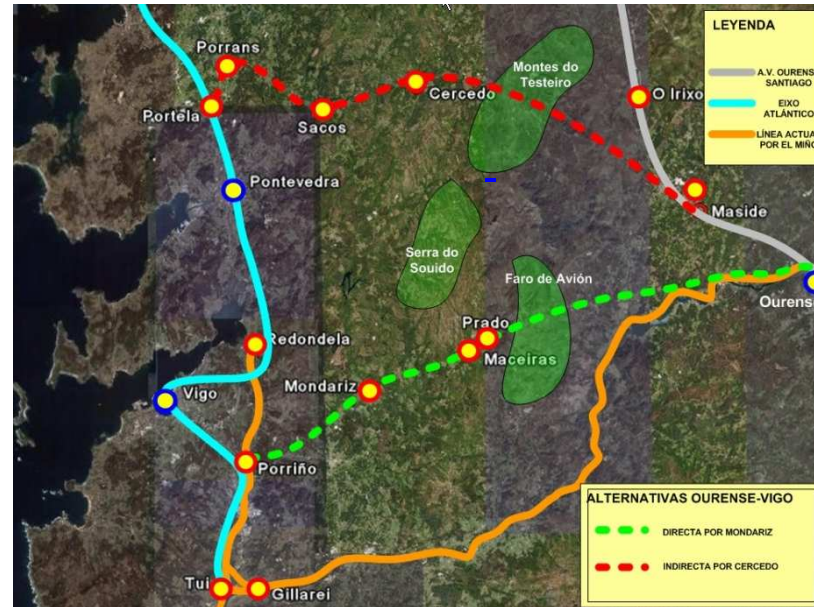 LEYENDA
A.V. OURENSE
SANTIAGO
EIXO
ATLÁNTICO
LÍNEA ACTUAL
POR EL MIÑO
Porrans
Portela
Sacos
Cercedo
Montes do
Testeiro
O Irixo
Pontevedra
Maside
Serra do
Souido
Faro de Avión
Ourense
Redondela
Prado
Maceiras
Mondariz
Vigo
Porriño
Tui
Gillarei
ALTERNATIVAS OURENSE-VIGO
DIRECTA POR MONDARIZ
INDIRECTA POR CERCEDO